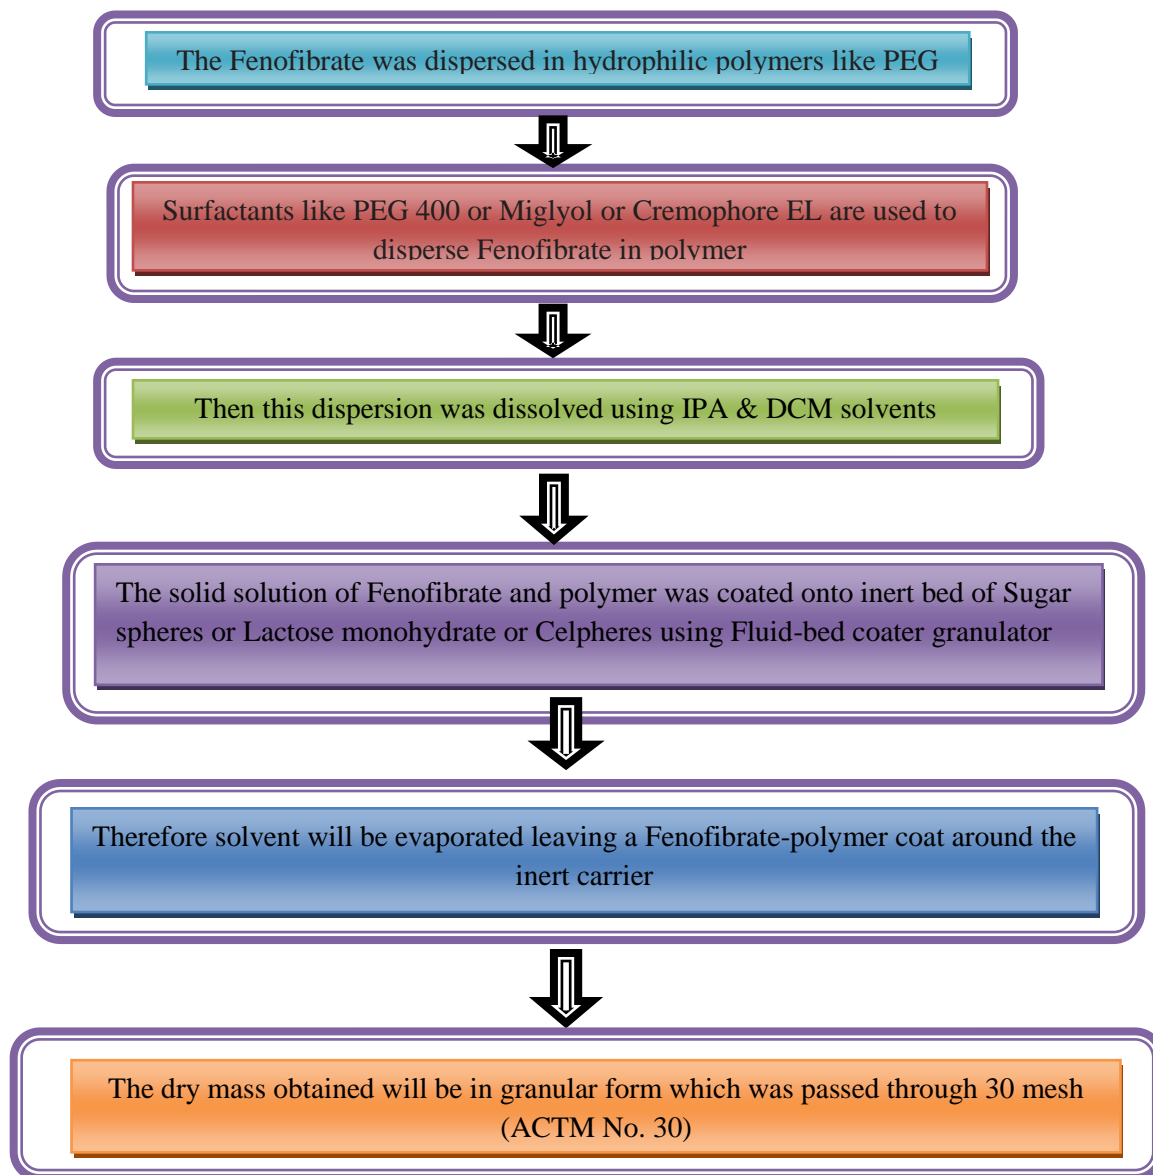 The Fenofibrate was dispersed in hydrophilic polymers like PEG
Surfactants like PEG 400 or Miglyol or Cremophore EL are used to
disperse Fenofibrate in polymer
Then this dispersion was dissolved using IPA & DCM solvents
The solid solution of Fenofibrate and polymer was coated onto inert bed of Sugar
spheres or Lactose monohydrate or Celpheres using Fluid-bed coater granulator
Therefore solvent will be evaporated leaving a Fenofibrate-polymer coat around the
inert carrier
The dry mass obtained will be in granular form which was passed through 30 mesh
(ACTM No. 30)